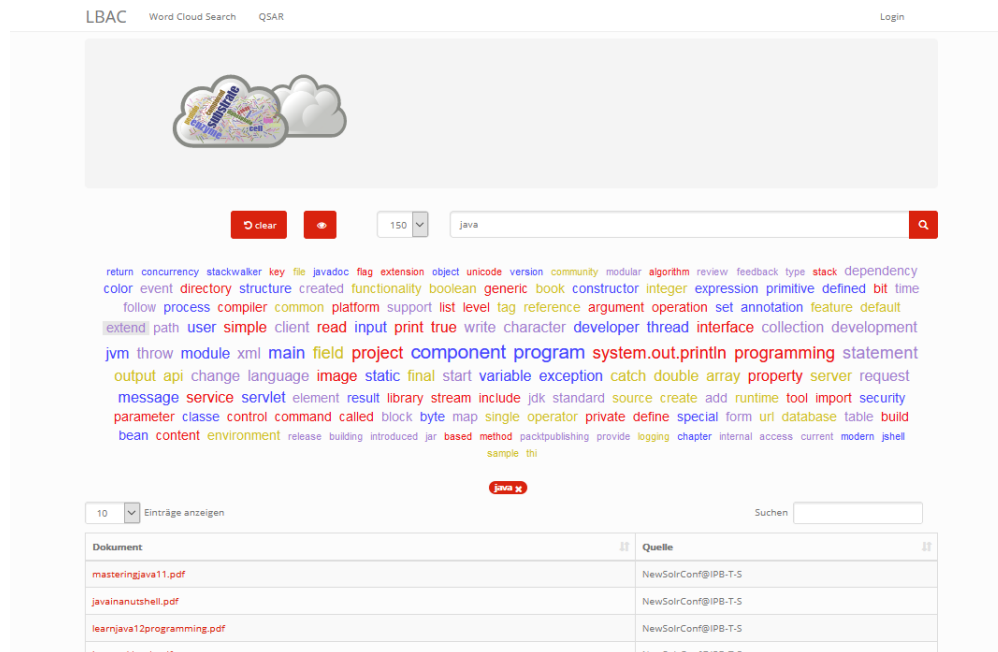 LBAC Word Cloud Search QSAR Login
substrate
enzyme
cell
clear 150 java
return concurrency stackwalker key file javadoc flag extension object unicode version community modular algorithm review feedback type stack dependency
color event directory structure created functionality boolean generic book constructor integer expression primitive defined bit time
follow process compiler common platform support list level tag reference argument operation set annotation feature default
extend path user simple client read input print true write character developer thread interface collection development
jvm throw module xml main field project component program system.out.println programming statement
output api change language image static final start variable exception catch double array property server request
message service servlet element result library stream include jdk standard source create add runtime tool import security
parameter classe control command called block byte map single operator private define special form url database table build
bean content environment release building introduced jar based method packtpublishing provide logging chapter internal access current modern jshell
sample thi
java x
10 Einträge anzeigen Suchen
Dokument Quelle
masteringjava11.pdf NewSolrConf@IPB-T-S
javainanutshell.pdf NewSolrConf@IPB-T-S
learnjava12programming.pdf NewSolrConf@IPB-T-S